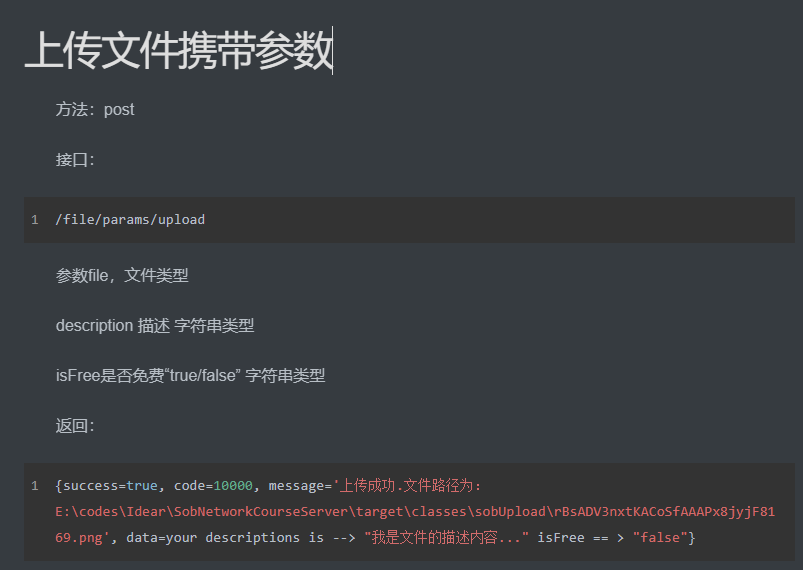 上传文件携带参数
方法：post
接口：
1 /file/params/upload
参数file，文件类型
description 描述 字符串类型
isFree是否免费“true/false” 字符串类型
返回：
1 {success=true, code=10000, message='上传成功.文件路径为：
E:\codes\Idear\SobNetworkCourseServer\target\classes\sobUpload\rBsADV3nxtKACoSfAAAPx8jyjF81
69.png', data=your descriptions is --> "我是文件的描述内容..." isFree == > "false"}